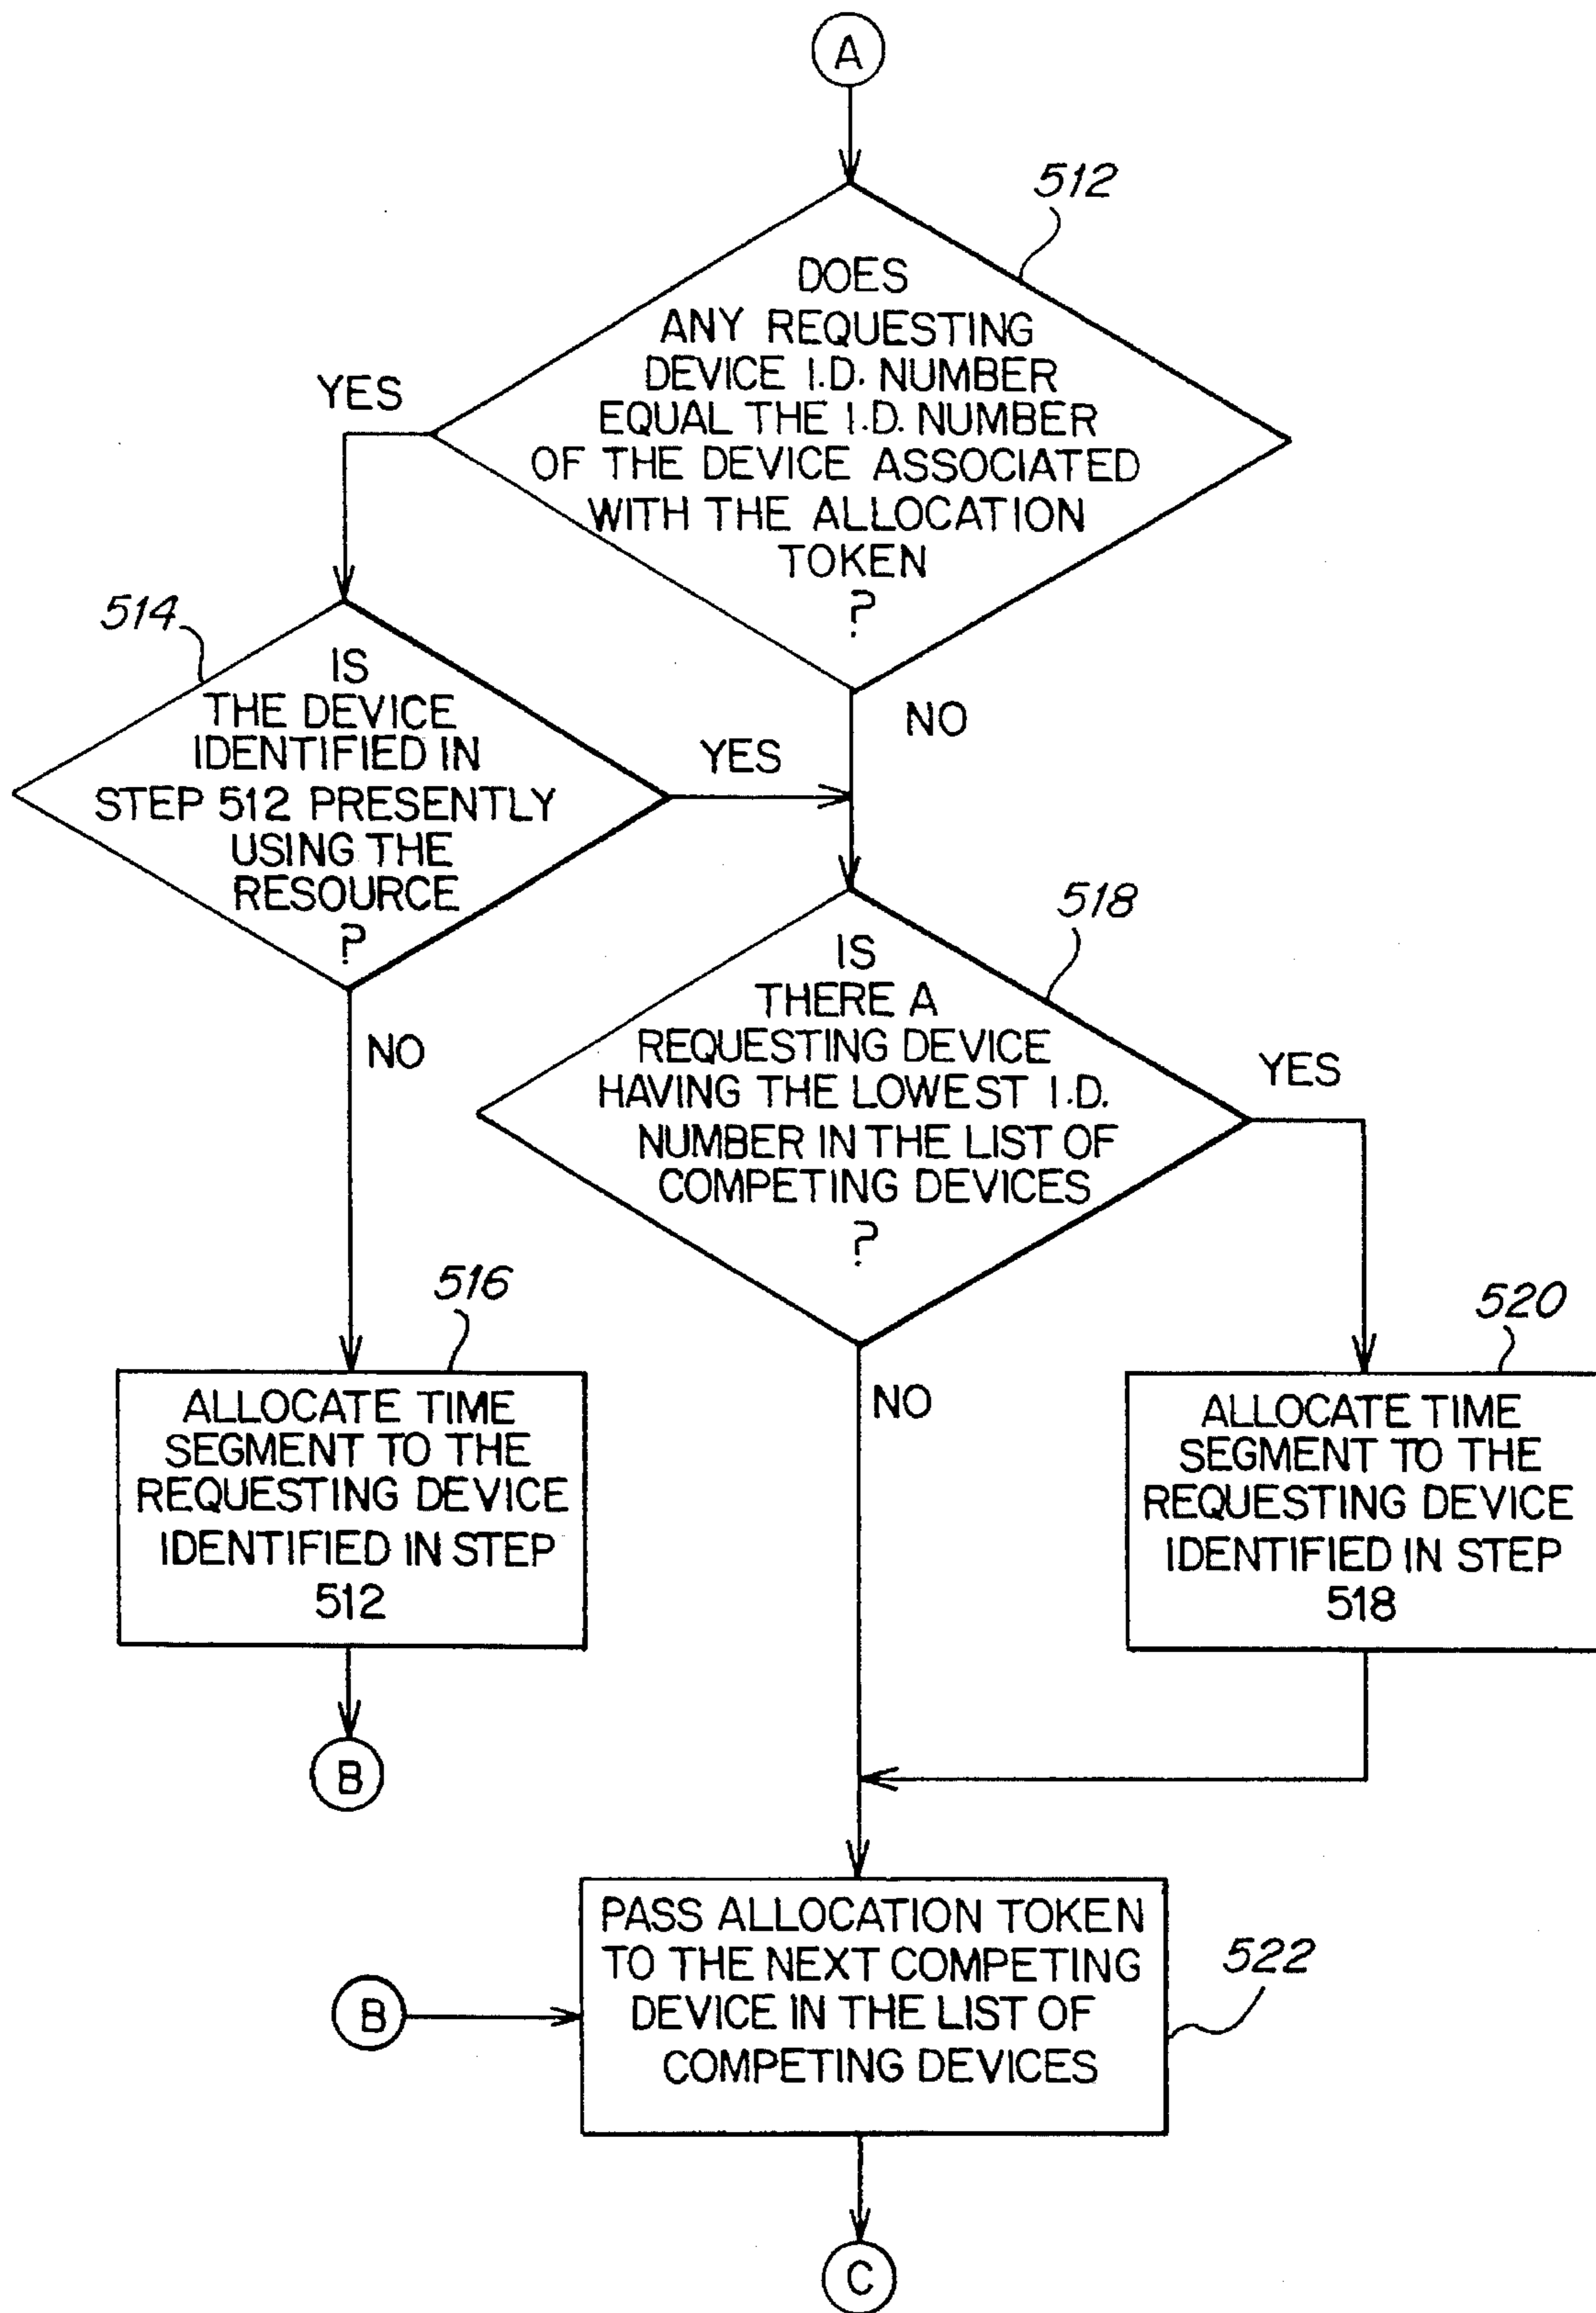 A
512
DOES
ANY REQUESTING
DEVICE I.D. NUMBER
EQUAL THE I.D. NUMBER
OF THE DEVICE ASSOCIATED
WITH THE ALLOCATION
TOKEN
?
YES
NO
514
IS
THE DEVICE
IDENTIFIED IN
STEP 512 PRESENTLY
USING THE
RESOURCE
?
YES
NO
518
IS
THERE A
REQUESTING DEVICE
HAVING THE LOWEST I.D.
NUMBER IN THE LIST OF
COMPETING DEVICES
?
YES
NO
516
ALLOCATE TIME
SEGMENT TO THE
REQUESTING DEVICE
IDENTIFIED IN STEP
512
B
520
ALLOCATE TIME
SEGMENT TO THE
REQUESTING DEVICE
IDENTIFIED IN STEP
518
B
PASS ALLOCATION TOKEN
TO THE NEXT COMPETING
DEVICE IN THE LIST OF
COMPETING DEVICES
522
C